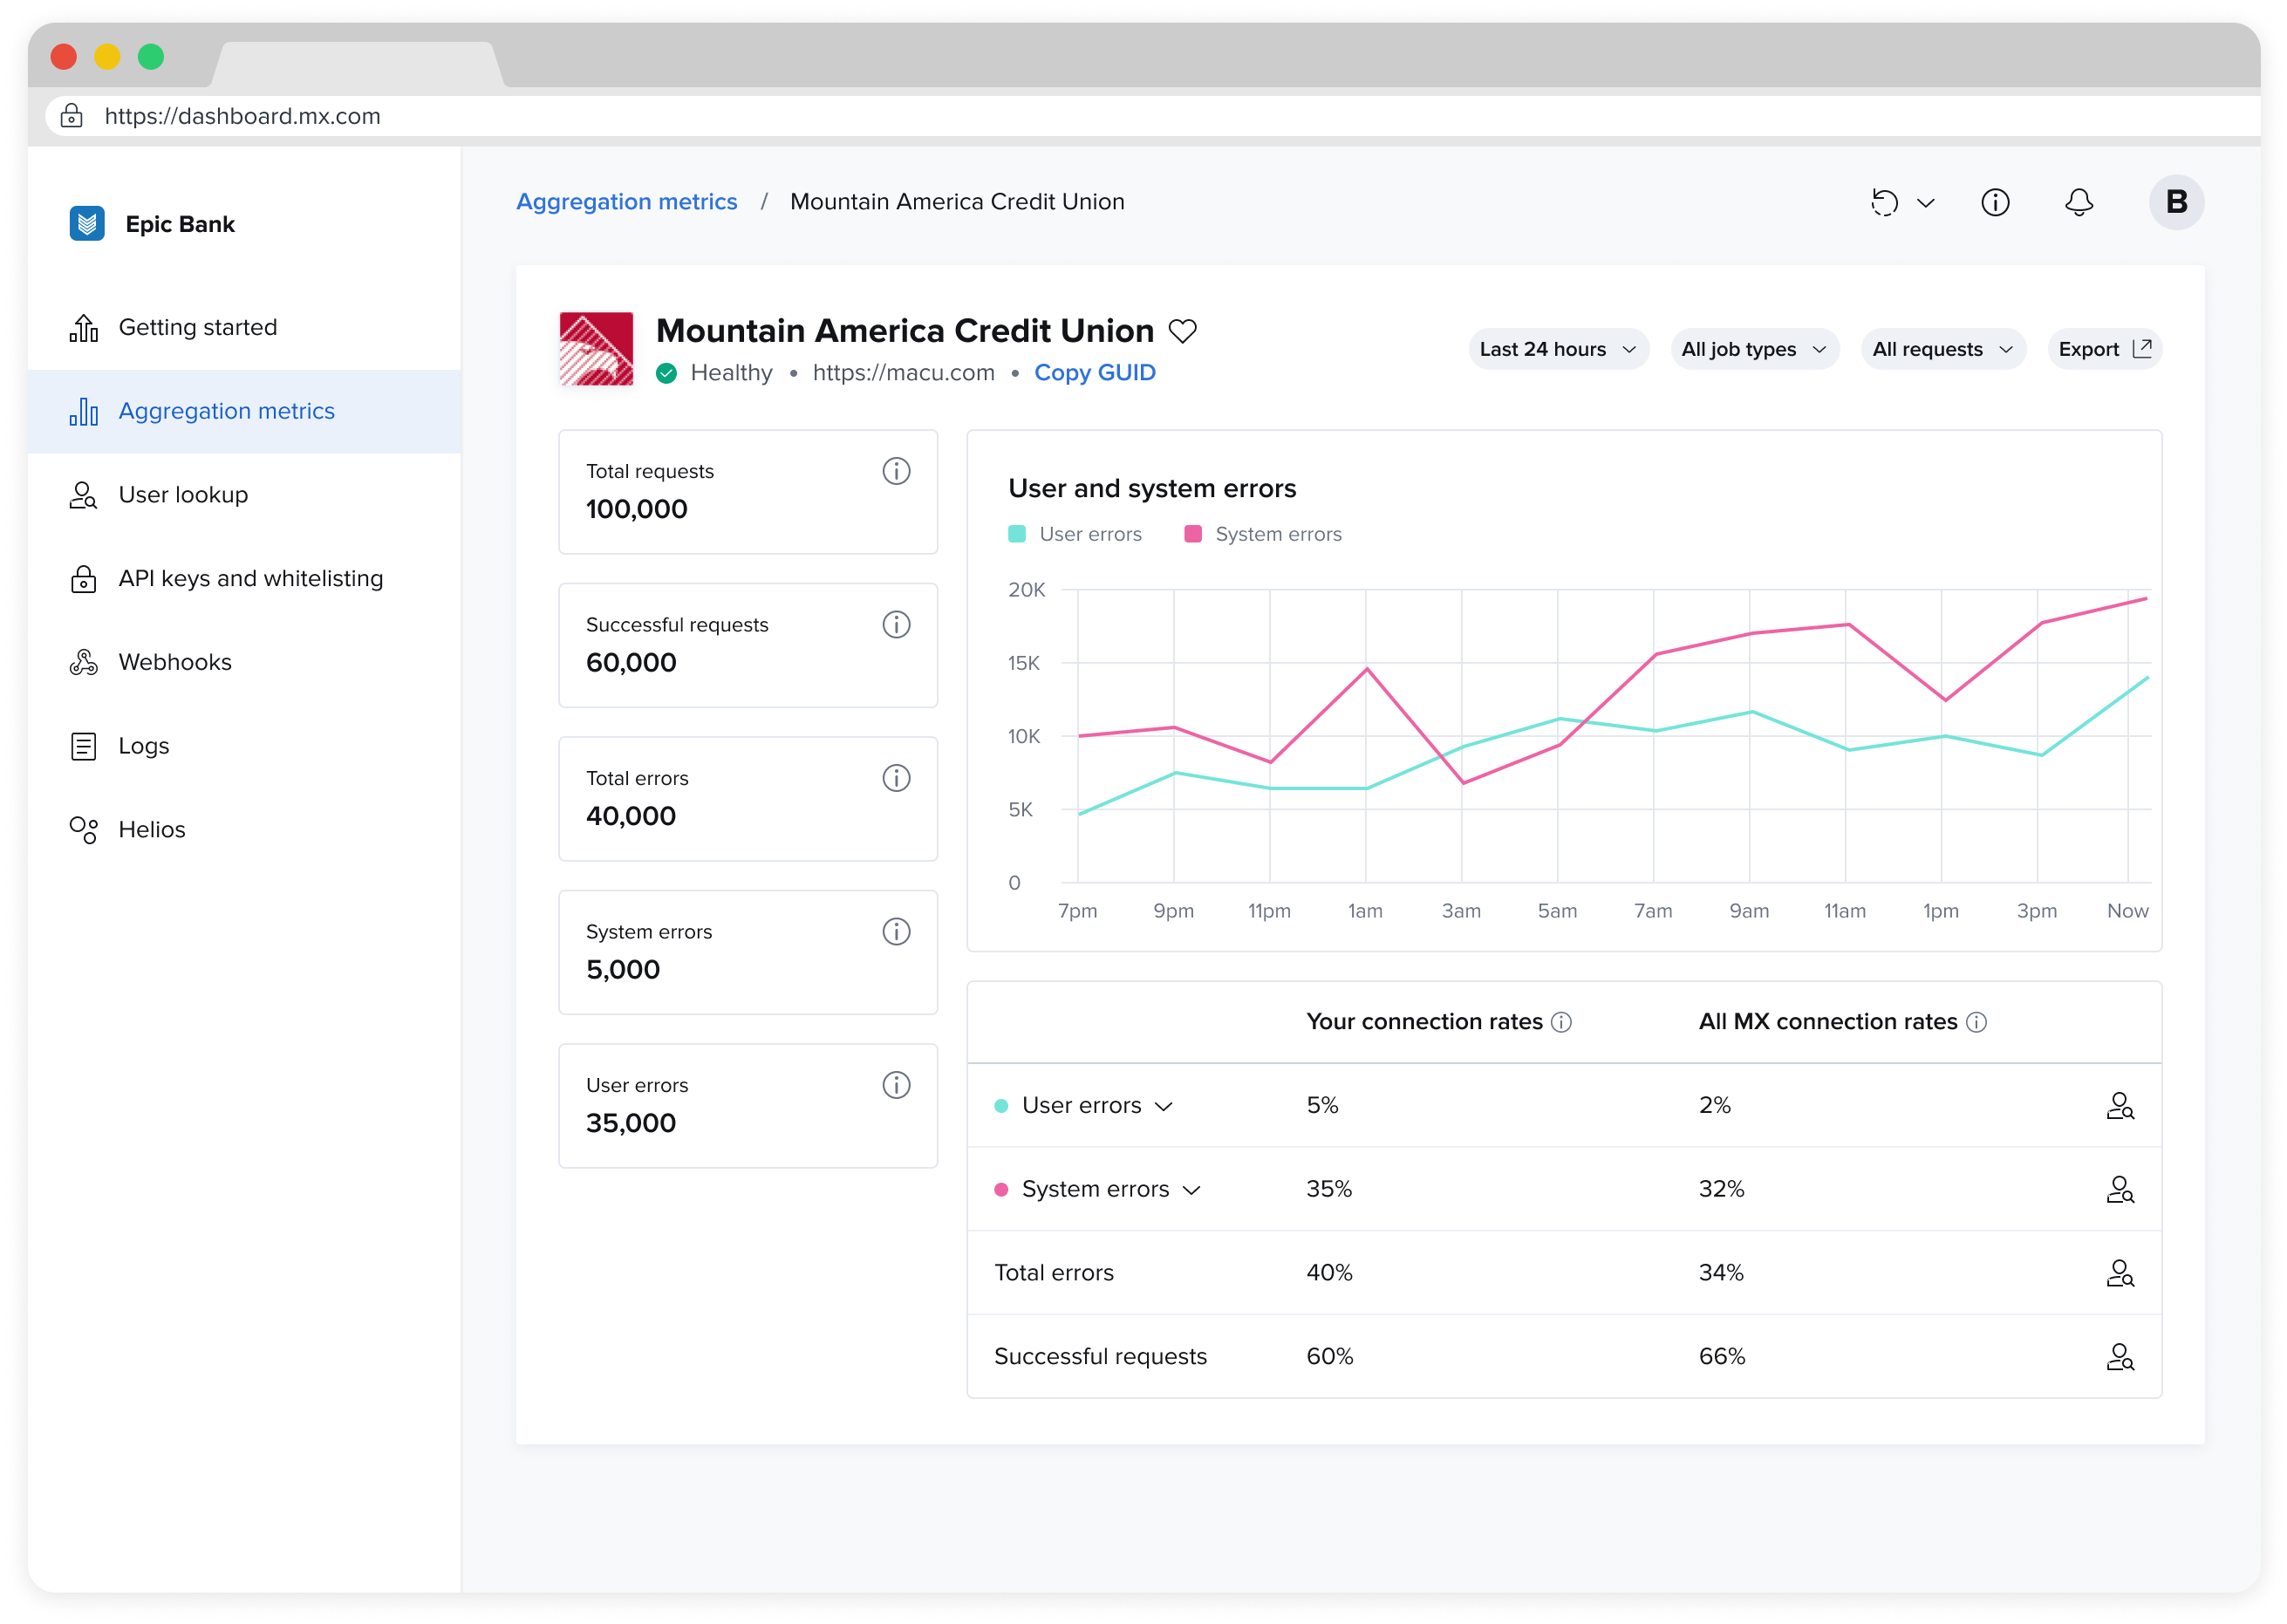 https://dashboard.mx.com
Epic Bank
Getting started
Aggregation metrics
User lookup
API keys and whitelisting
Webhooks
Logs
Helios
Aggregation metrics / Mountain America Credit Union
B
Mountain America Credit Union
Healthy • https://macu.com • Copy GUID
Last 24 hours
All job types
All requests
Export
Total requests
100,000
Successful requests
60,000
Total errors
40,000
System errors
5,000
User errors
35,000
User and system errors
User errors System errors
20K
15K
10K
5K
0
7pm 9pm 11pm 1am 3am 5am 7am 9am 11am 1pm 3pm Now
Your connection rates All MX connection rates
User errors 5% 2%
System errors 35% 32%
Total errors 40% 34%
Successful requests 60% 66%